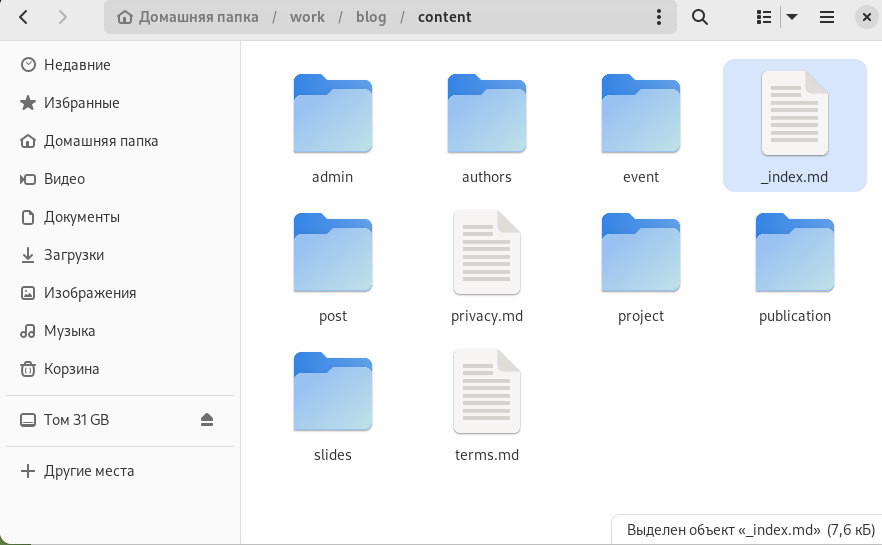 Домашняя папка / work / blog / content
Недавние
Избранные
Домашняя папка
Видео
Документы
Загрузки
Изображения
Музыка
Корзина
Том 31 GB
Другие места
admin authors event _index.md
post privacy.md project publication
slides terms.md
Выделен объект «_index.md» (7,6 кБ)